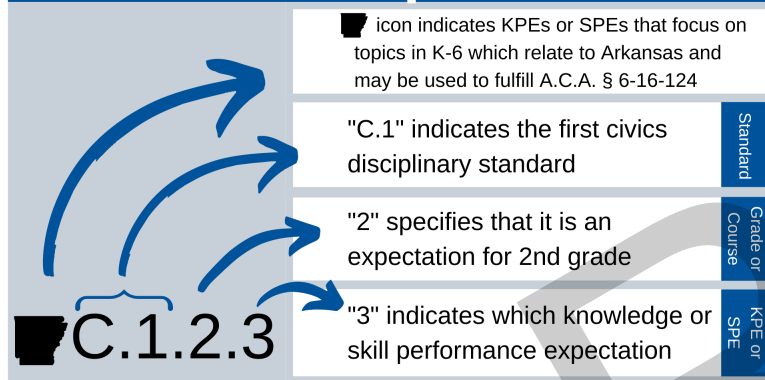 icon indicates KPEs or SPEs that focus on
topics in K-6 which relate to Arkansas and
may be used to fulfill A.C.A. § 6-16-124
"C.1" indicates the first civics
disciplinary standard
Standard
"2" specifies that it is an
expectation for 2nd grade
Grade or
Course
"3" indicates which knowledge or
skill performance expectation
KPE or
SPE
C.1.2.3